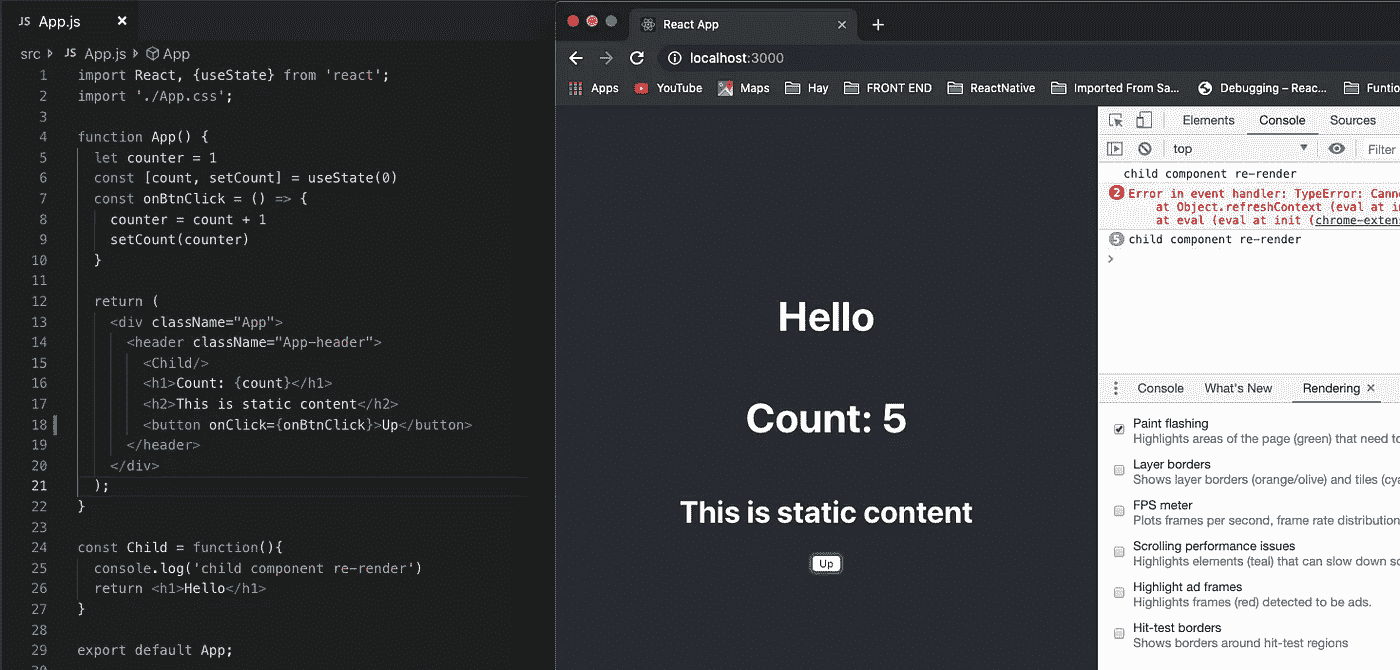 JS App.js ×
src JS App.js App
1 import React, {useState} from 'react';
2 import './App.css';
3
4 function App() {
5 let counter = 1
6 const [count, setCount] = useState(0)
7 const onBtnClick = () => {
8 counter = count + 1
9 setCount(counter)
10 }
11
12 return (
13 <div className="App">
14 <header className="App-header">
15 <Child/>
16 <h1>Count: {count}</h1>
17 <h2>This is static content</h2>
18 <button onClick={onBtnClick}>Up</button>
19 </header>
20 </div>
21 );
22 }
23
24 const Child = function(){
25 console.log('child component re-render')
26 return <h1>Hello</h1>
27 }
28
29 export default App;
React App × +
localhost:3000
Apps YouTube Maps Hay FRONT END ReactNative Imported From Sa... Debugging – Reac... Funtio
Hello
Count: 5
This is static content
Up
Elements Console Sources
top ▼ Filter
child component re-render
2 Error in event handler: TypeError: Canno
at Object.refreshContext (eval at in
at eval (eval at init (chrome-exten
5 child component re-render
>
Console What's New Rendering ×
Paint flashing
Highlights areas of the page (green) that need to
Layer borders
Shows layer borders (orange/olive) and tiles (cya
FPS meter
Plots frames per second, frame rate distribution
Scrolling performance issues
Highlights elements (teal) that can slow down sc
Highlight ad frames
Highlights frames (red) detected to be ads.
Hit-test borders
Shows borders around hit-test regions